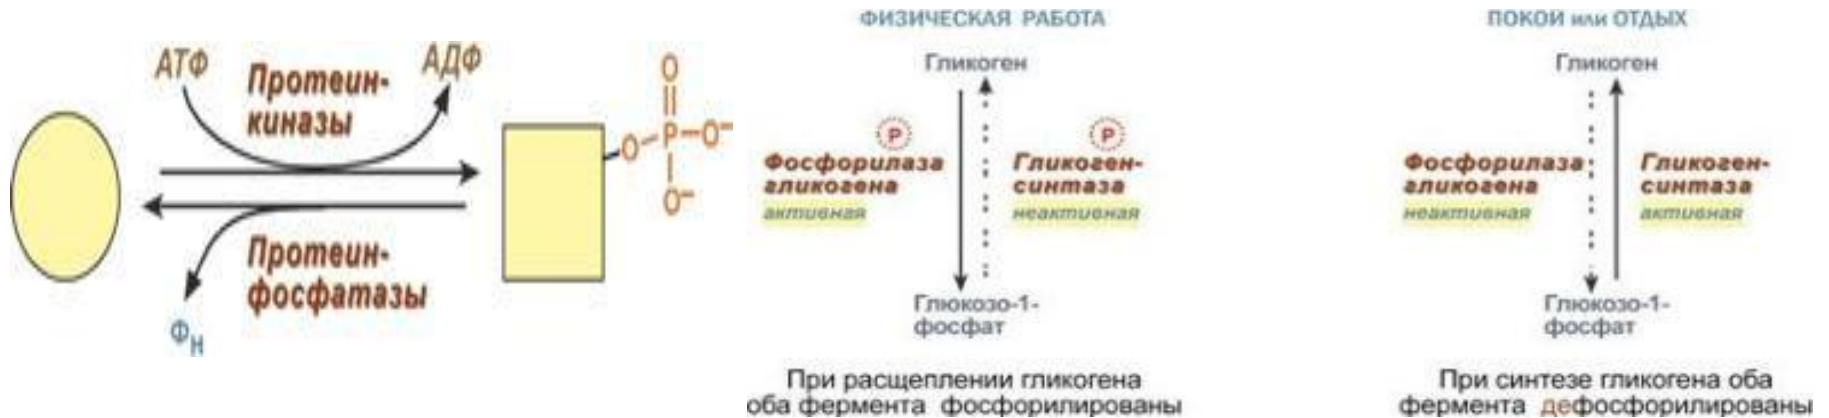 АТФ
АДФ
Протеин-
киназы
O
O
P
O⁻
O⁻
Протеин-
фосфатазы
Фн
ФИЗИЧЕСКАЯ РАБОТА
Гликоген
P
P
Фосфорилаза
гликогена
активная
Гликоген-
синтаза
неактивная
Глюкозо-1-
фосфат
При расщеплении гликогена
оба фермента фосфорилированы
ПОКОЙ или ОТДЫХ
Гликоген
Фосфорилаза
гликогена
неактивная
Гликоген-
синтаза
активная
Глюкозо-1-
фосфат
При синтезе гликогена оба
фермента дефосфорилированы